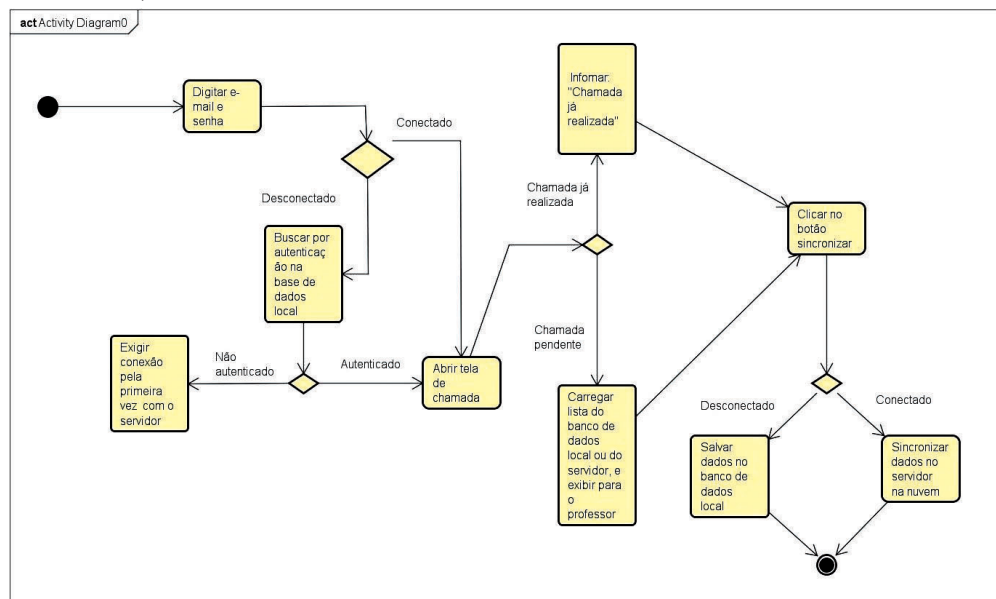 act Activity Diagram0
Digitar e-
mail e
senha
Conectado
Desconectado
Buscar por
autenticaç
ão na
base de
dados
local
Exigir
conexão
pela
primeira
vez com o
servidor
Não
autenticado
Autenticado
Abrir tela
de
chamada
Infomar:
"Chamada
já
realizada"
Chamada já
realizada
Chamada
pendente
Carregar
lista do
banco de
dados
local ou do
servidor, e
exibir para
o
professor
Clicar no
botão
sincronizar
Desconectado
Conectado
Salvar
dados no
banco de
dados
local
Sincronizar
dados no
servidor
na nuvem